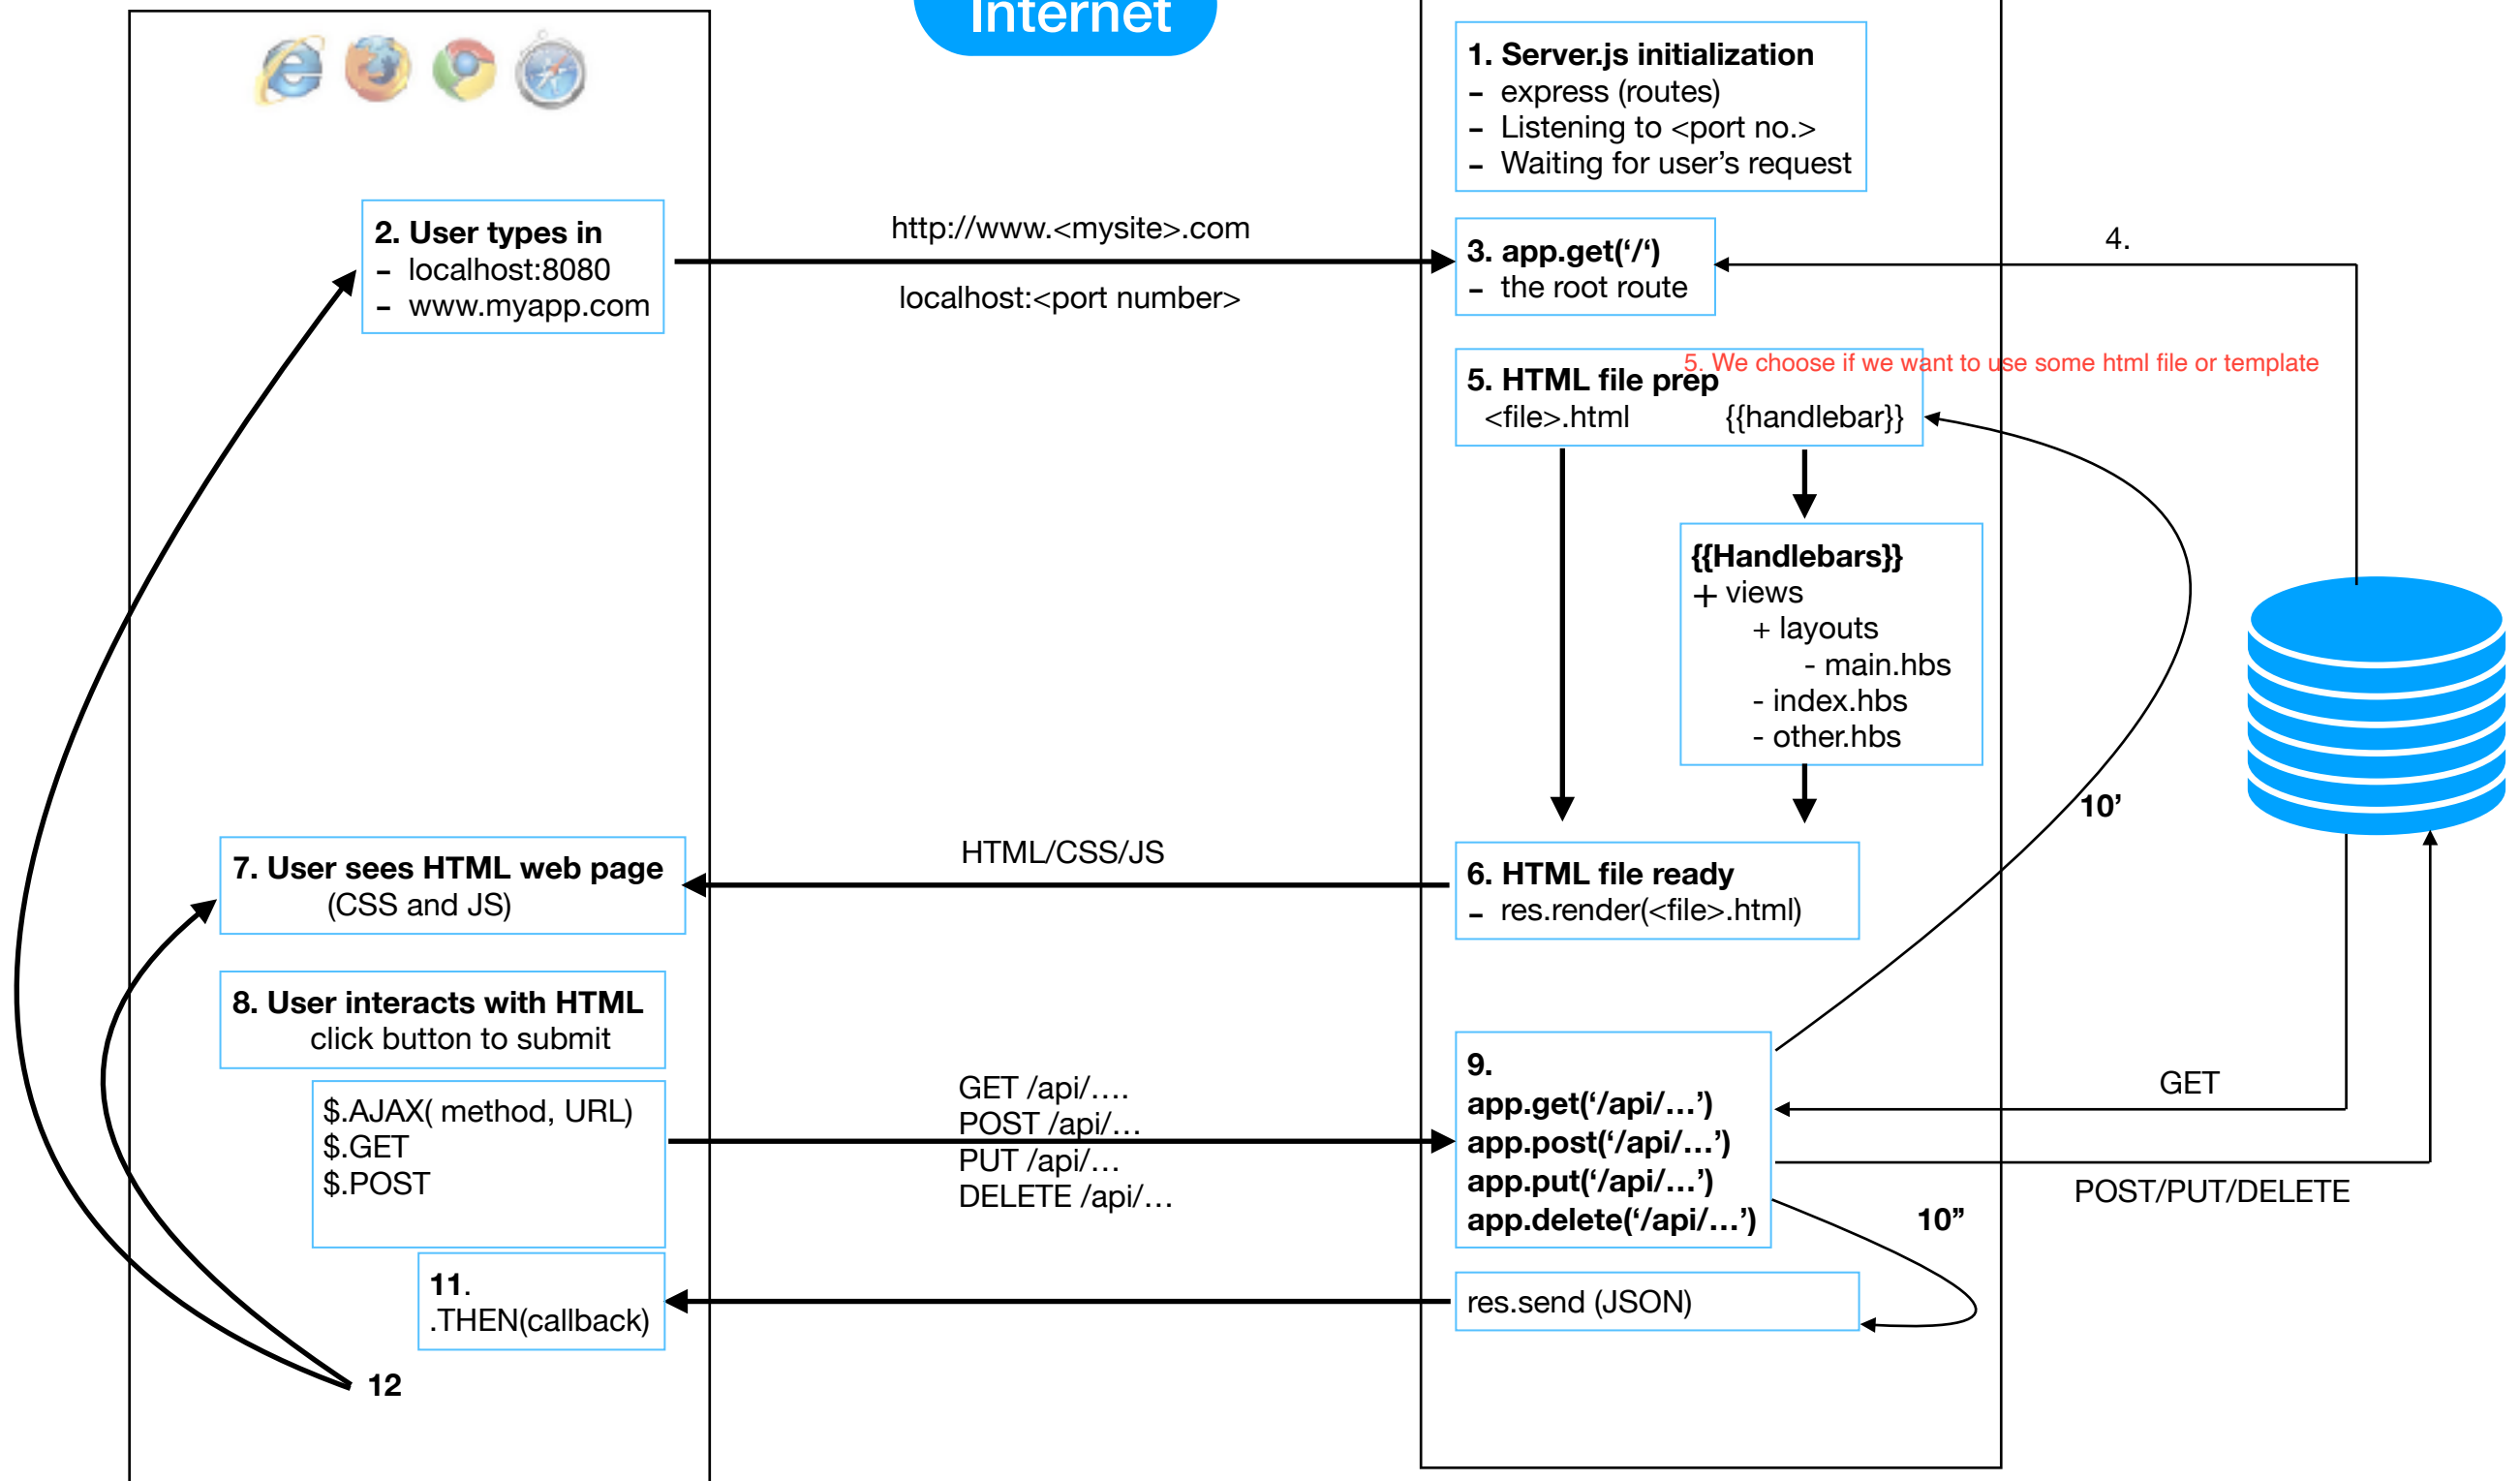 Internet
1. Server.js initialization
- express (routes)
- Listening to <port no.>
- Waiting for user’s request
2. User types in
- localhost:8080
- www.myapp.com
http://www.<mysite>.com
localhost:<port number>
3. app.get(‘/‘)
- the root route
4.
5. We choose if we want to use some html file or template
5. HTML file prep
<file>.html {{handlebar}}
{{Handlebars}}
+ views
+ layouts
- main.hbs
- index.hbs
- other.hbs
10’
HTML/CSS/JS
6. HTML file ready
- res.render(<file>.html)
7. User sees HTML web page
(CSS and JS)
8. User interacts with HTML
click button to submit
$.AJAX( method, URL)
$.GET
$.POST
GET /api/….
POST /api/…
PUT /api/…
DELETE /api/…
9.
app.get(‘/api/…’)
app.post(‘/api/…’)
app.put(‘/api/…’)
app.delete(‘/api/…’)
GET
POST/PUT/DELETE
10”
11.
.THEN(callback)
res.send (JSON)
12